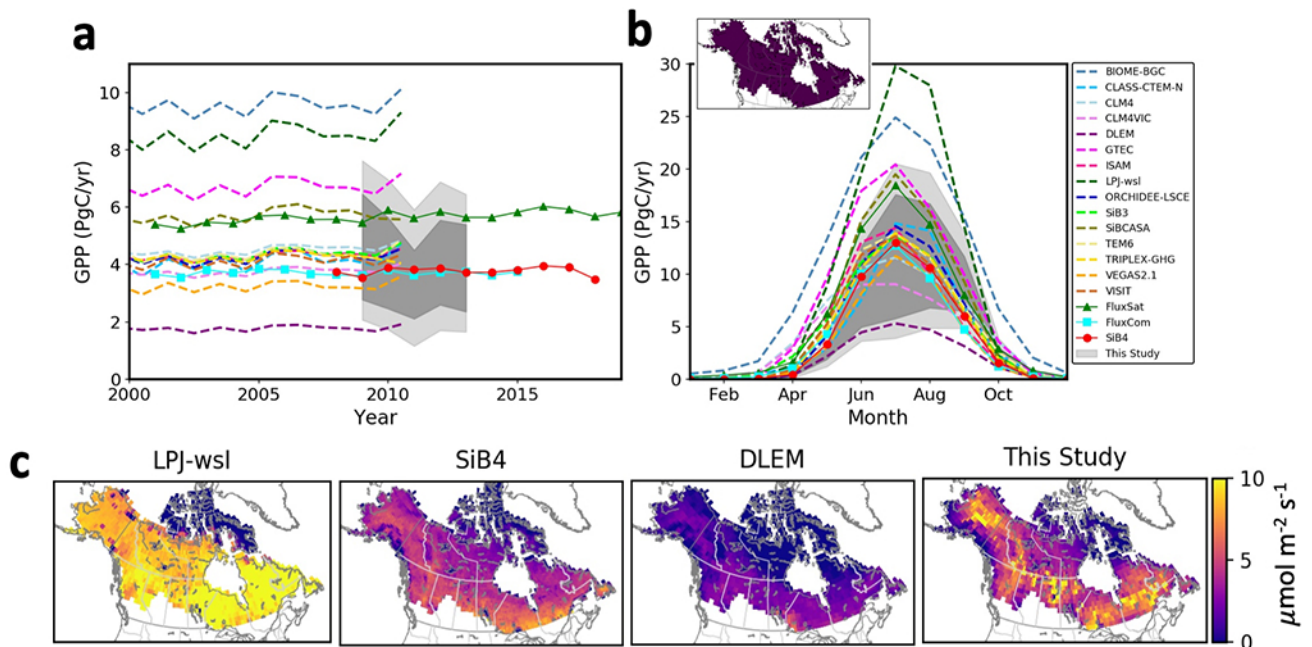 a
GPP (PgC/yr)
10
8
6
4
2
0
2000
2005
2010
2015
Year
b
GPP (PgC/yr)
30
25
20
15
10
5
0
Feb
Apr
Jun
Aug
Oct
Month
BIOME-BGC
CLASS-CTEM-N
CLM4
CLM4VIC
DLEM
GTEC
ISAM
LPJ-wsl
ORCHIDEE-LSCE
SiB3
SiBCASA
TEM6
TRIPLEX-GHG
VEGAS2.1
VISIT
FluxSat
FluxCom
SiB4
This Study
c
LPJ-wsl
SiB4
DLEM
This Study
10
5
0
μmol m⁻² s⁻¹